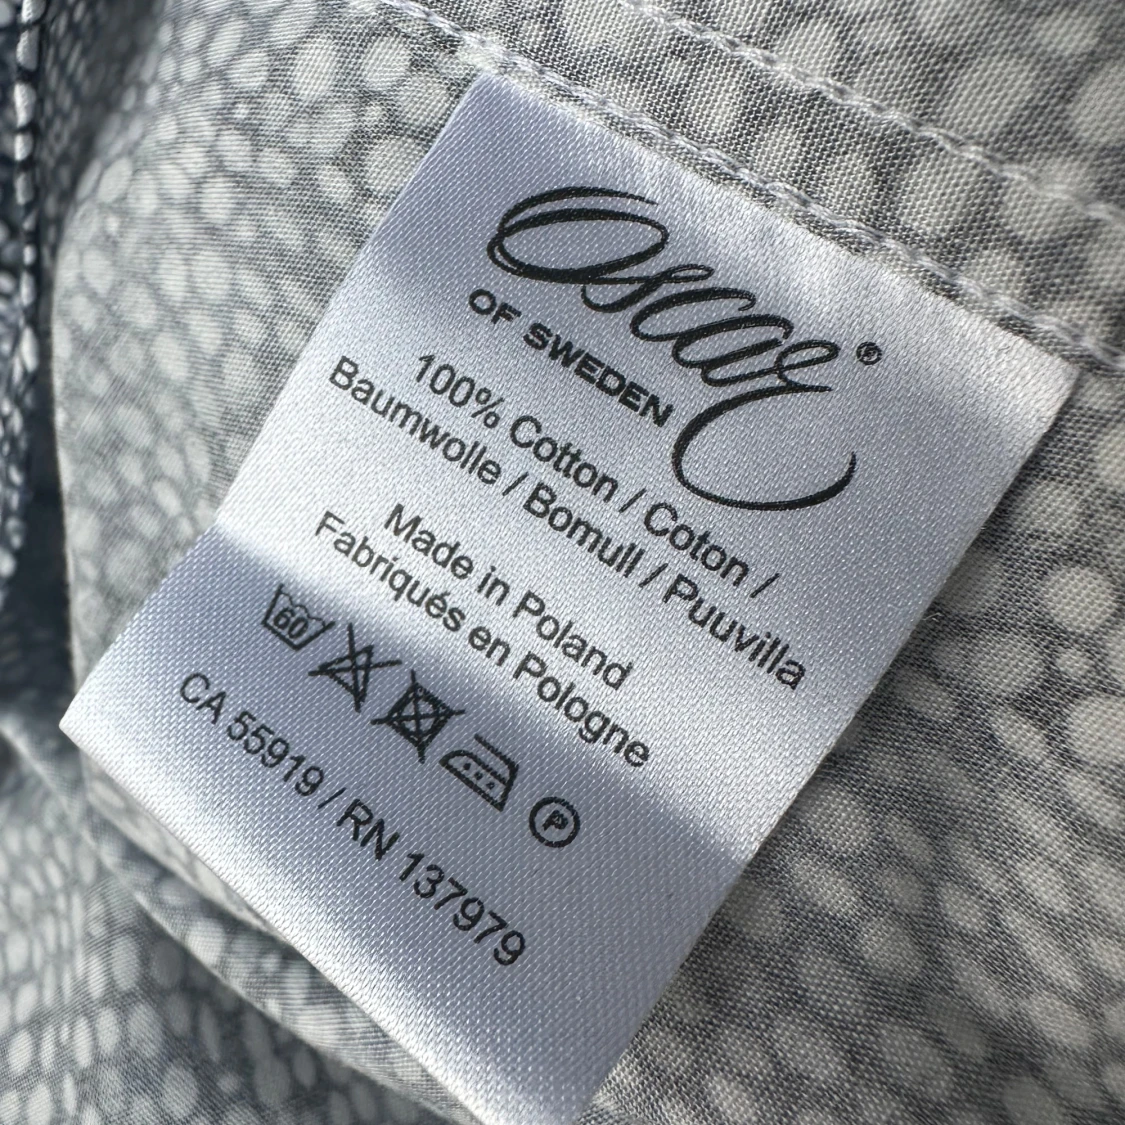 Oscar®
OF SWEDEN
100% Cotton / Coton /
Baumwolle / Bomull / Puuvilla
Made in Poland
Fabriqués en Pologne
60
P
CA 55919 / RN 137979